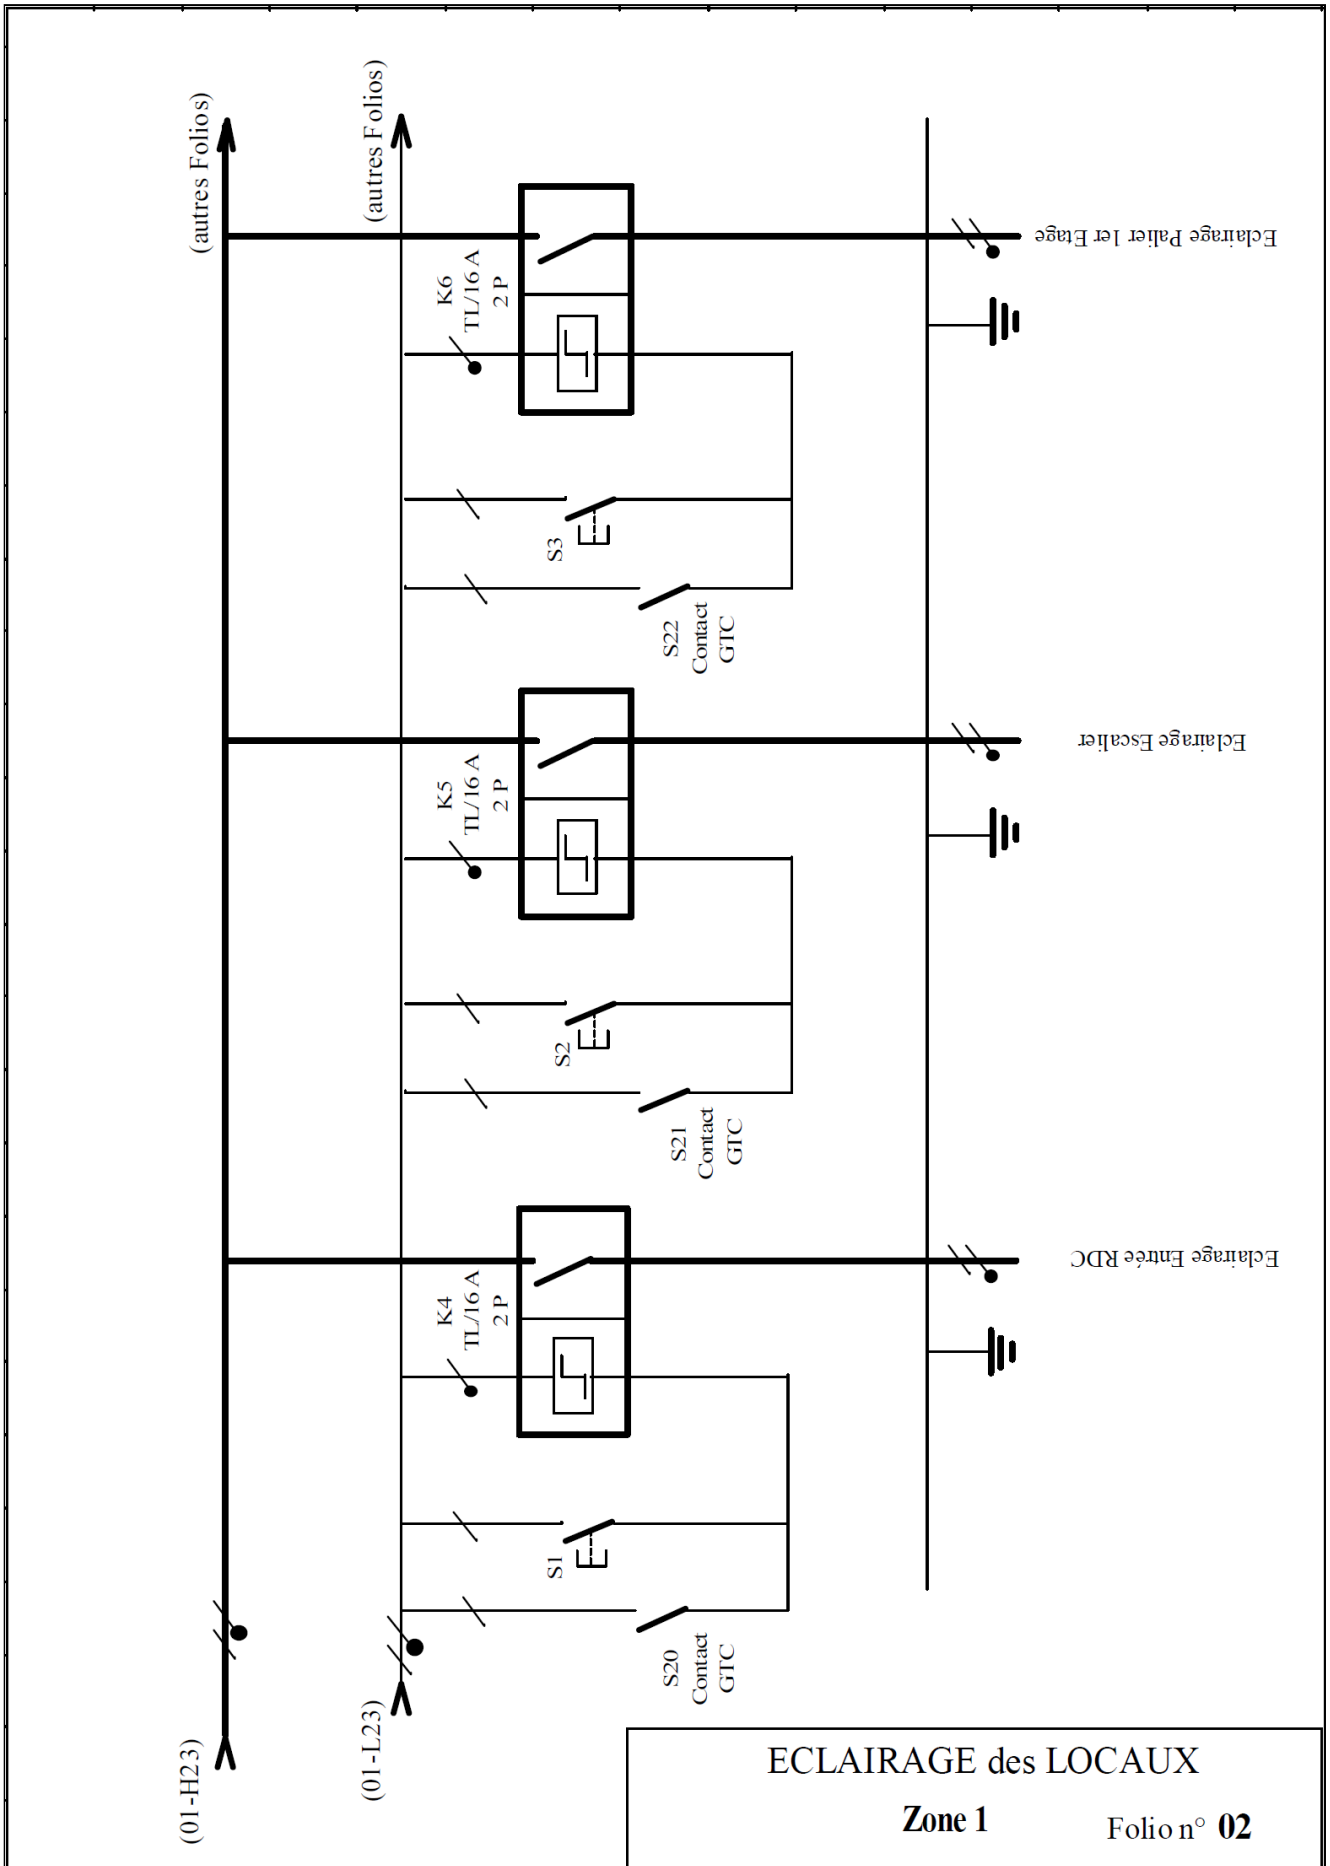 (autres Folios)
(autres Folios)
K6
TL/16 A
2 P
Eclairage Palier 1er Etage
S3
S22
Contact
GTC
K5
TL/16 A
2 P
Eclairage Escalier
S2
S21
Contact
GTC
K4
TL/16 A
2 P
Eclairage Entrée RDC
S1
S20
Contact
GTC
(01-H23)
(01-L23)
ECLAIRAGE des LOCAUX
Zone 1 Folio n° 02